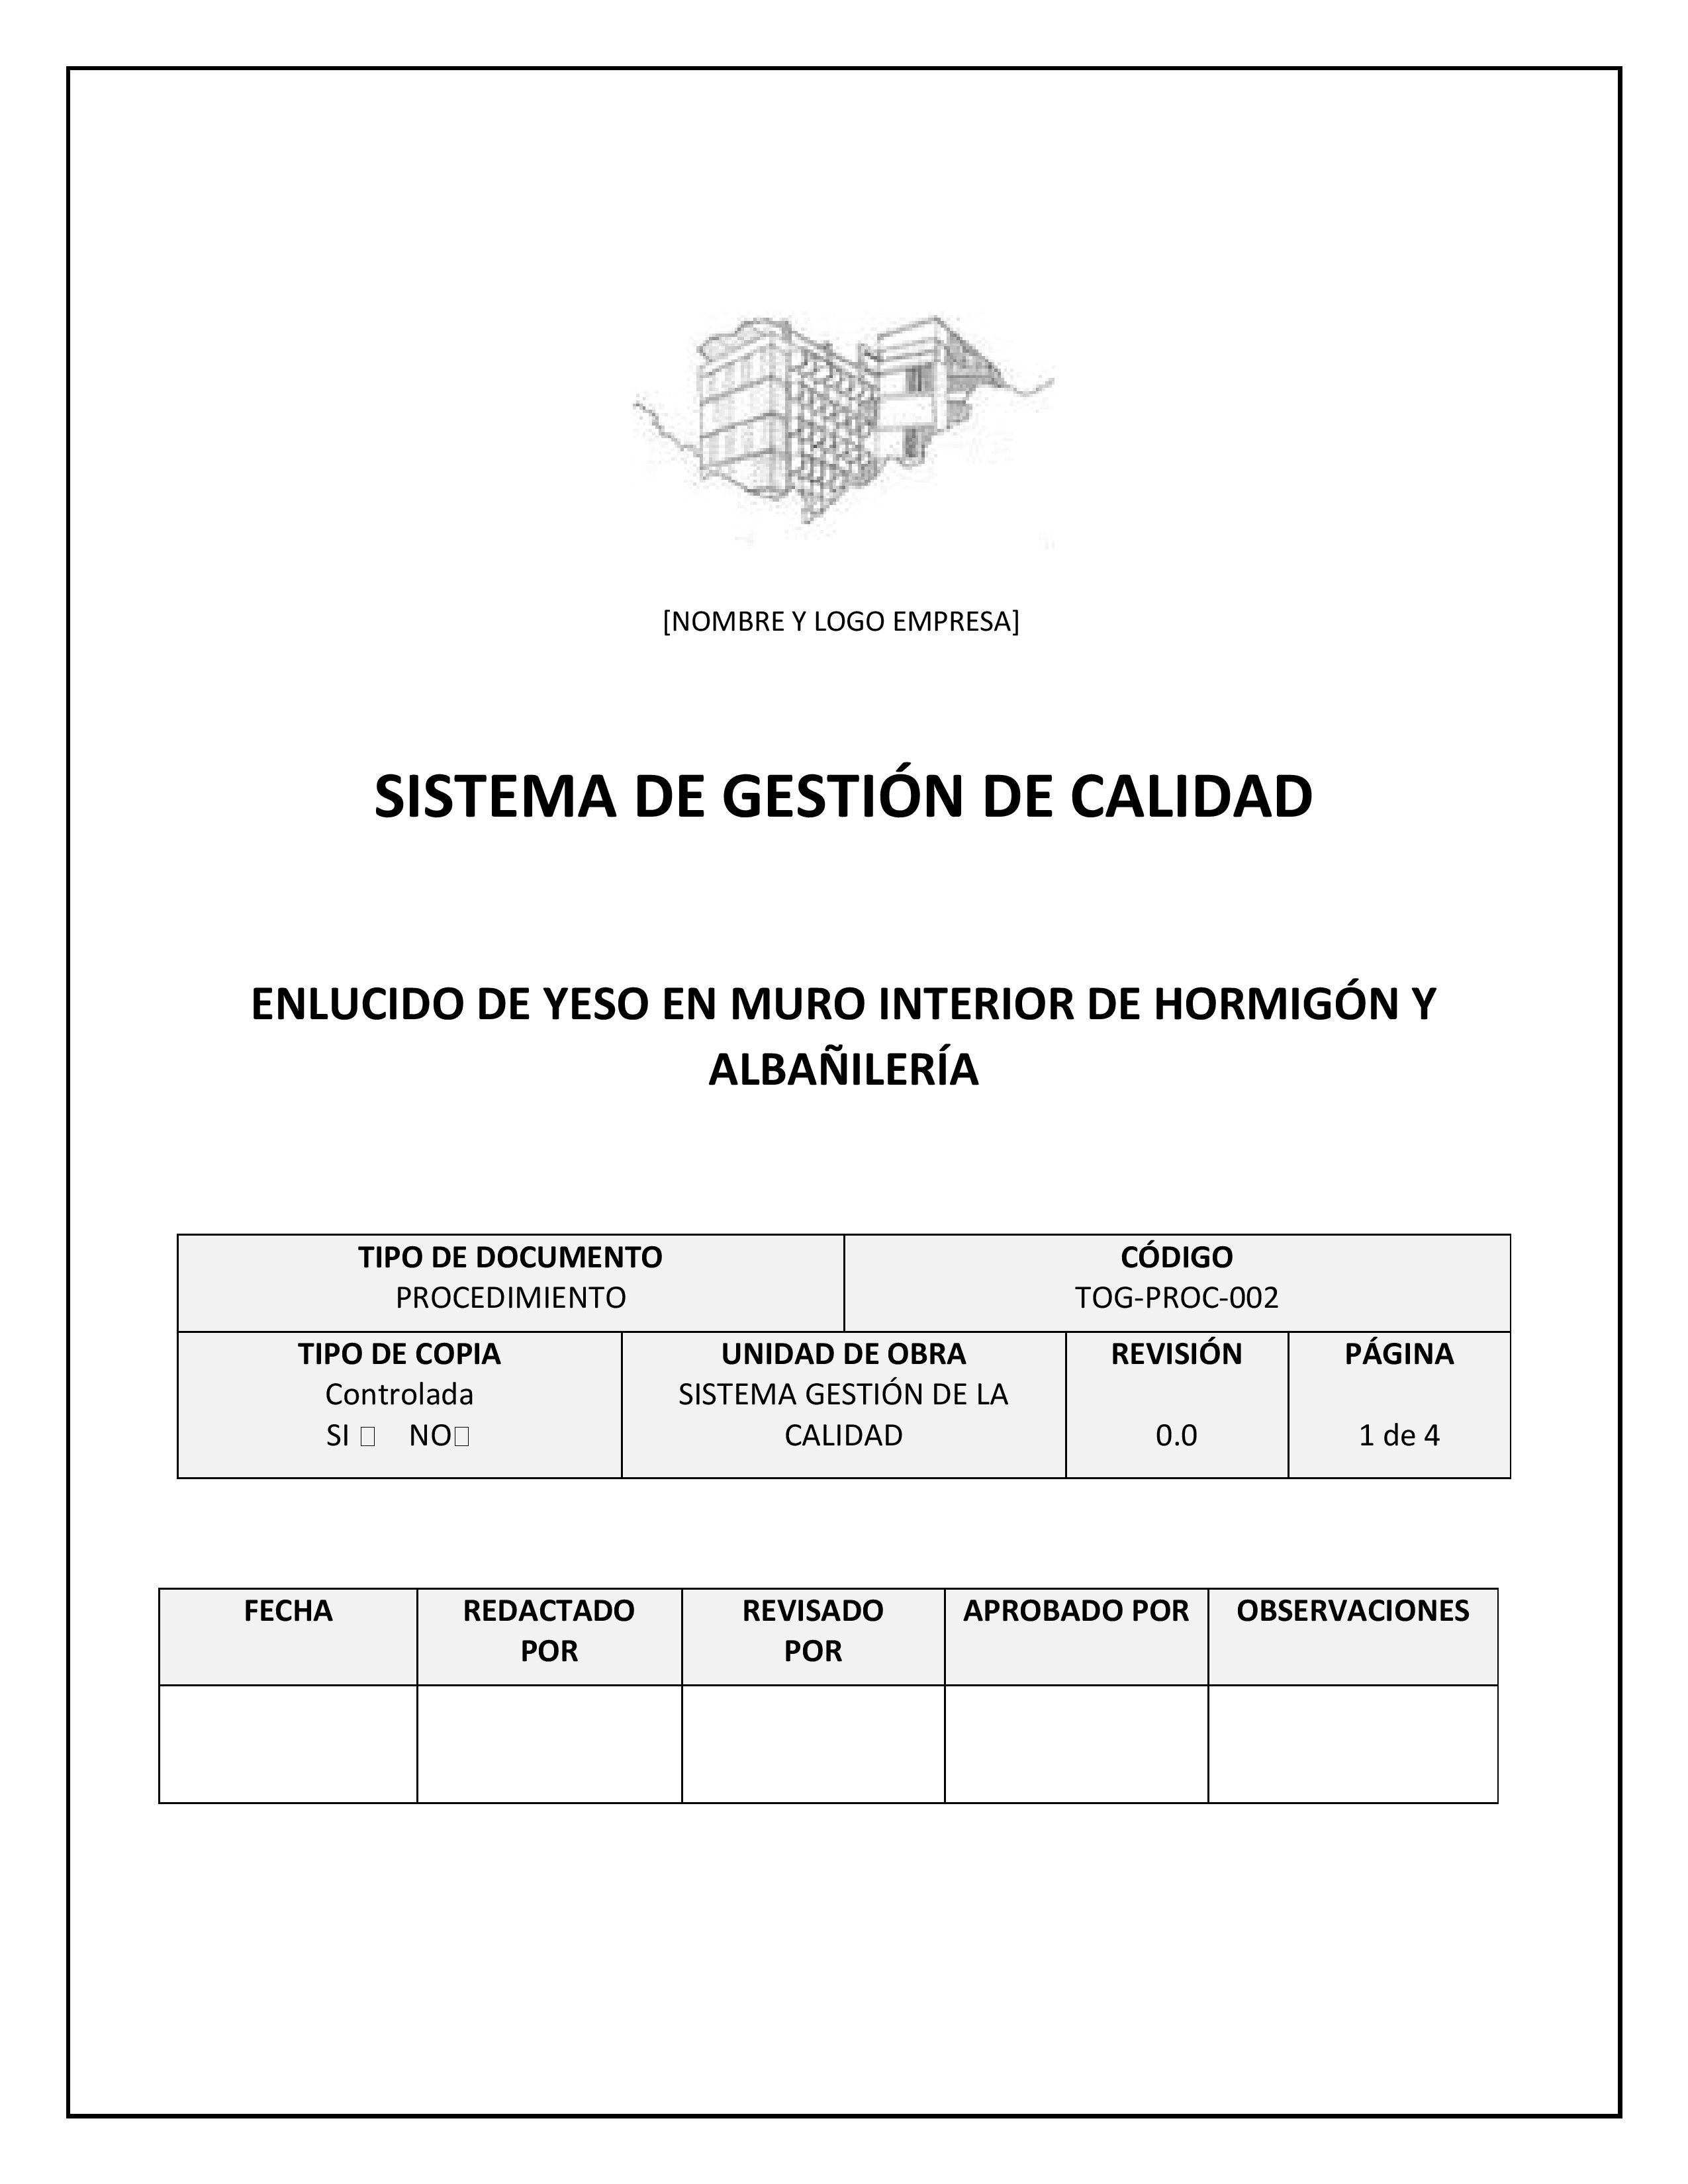 [NOMBRE Y LOGO EMPRESA]
SISTEMA DE GESTIÓN DE CALIDAD
ENLUCIDO DE YESO EN MURO INTERIOR DE HORMIGÓN Y
ALBAÑILERÍA
TIPO DE DOCUMENTO
PROCEDIMIENTO
CÓDIGO
TOG-PROC-002
TIPO DE COPIA
Controlada
SI NO
UNIDAD DE OBRA
SISTEMA GESTIÓN DE LA
CALIDAD
REVISIÓN
0.0
PÁGINA
1 de 4
FECHA
REDACTADO
POR
REVISADO
POR
APROBADO POR
OBSERVACIONES